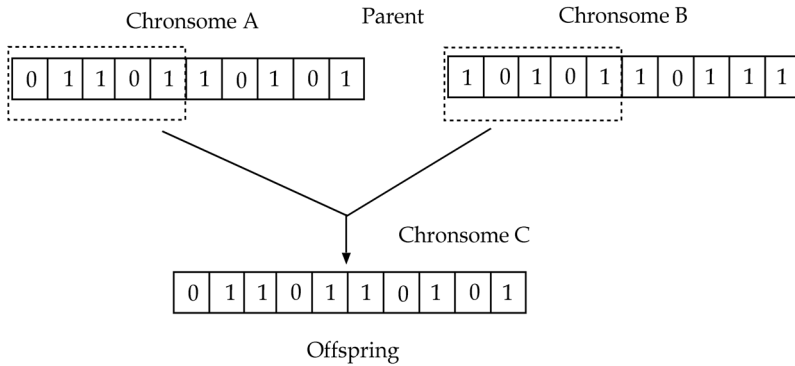 Chronsome A
Parent
Chronsome B
0 1 1 0 1 1 0 1 0 1
1 0 1 0 1 1 0 1 1 1
Chronsome C
0 1 1 0 1 1 0 1 0 1
Offspring